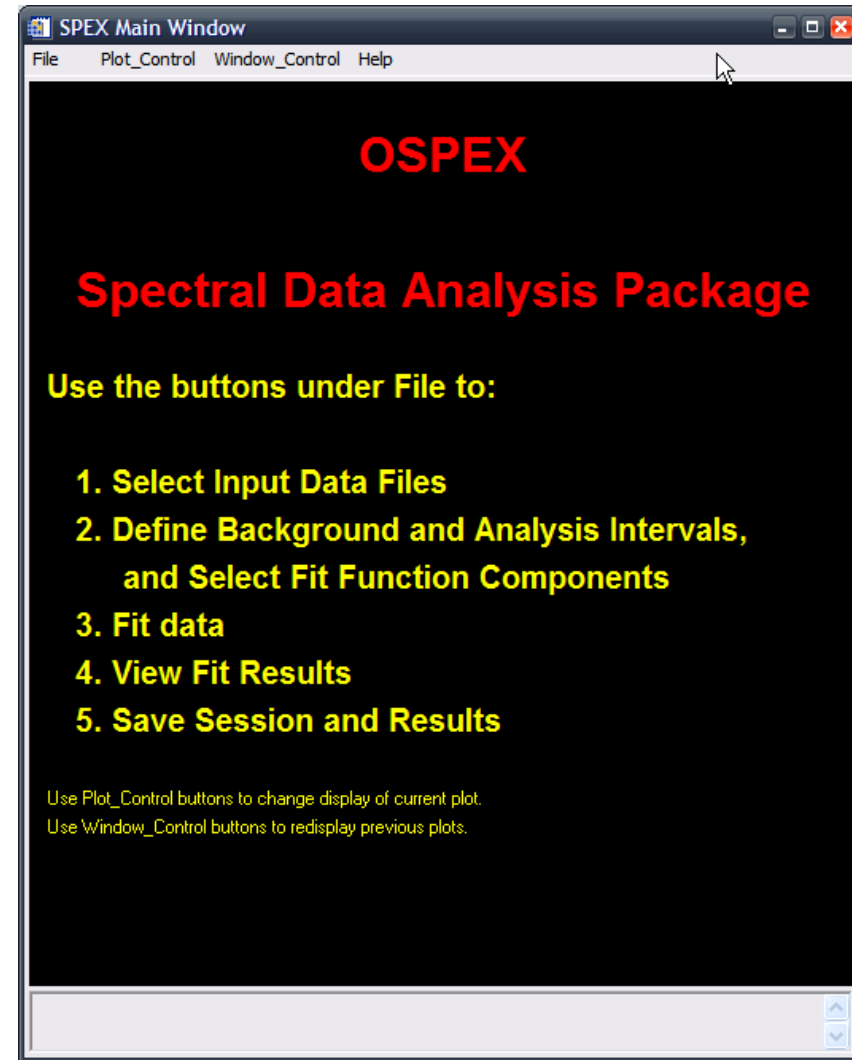 SPEX Main Window
File Plot_Control Window_Control Help
OSPEX
Spectral Data Analysis Package
Use the buttons under File to:
1. Select Input Data Files
2. Define Background and Analysis Intervals,
and Select Fit Function Components
3. Fit data
4. View Fit Results
5. Save Session and Results
Use Plot_Control buttons to change display of current plot.
Use Window_Control buttons to redisplay previous plots.